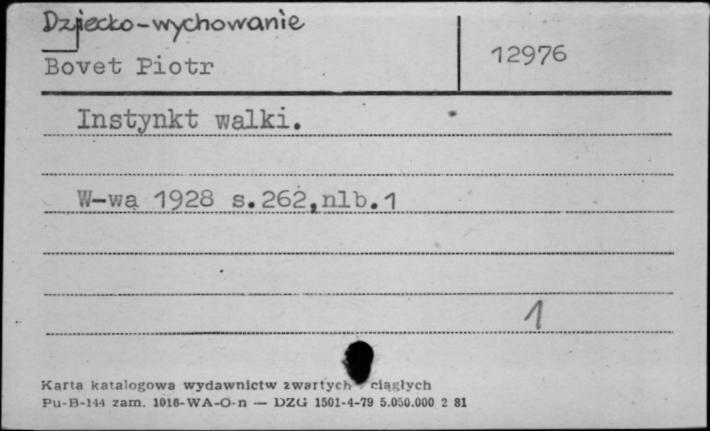 Dziecko-wychowanie
Bovet Piotr
12976
Instynkt walki.
W-wa 1928 s.262,nlb.1
1
Karta katalogowa wydawnictw zwartych ciągłych
Pu-B-144 zam. 1016-WA-O-n — DZG 1501-4-79 5.050.000 2 81